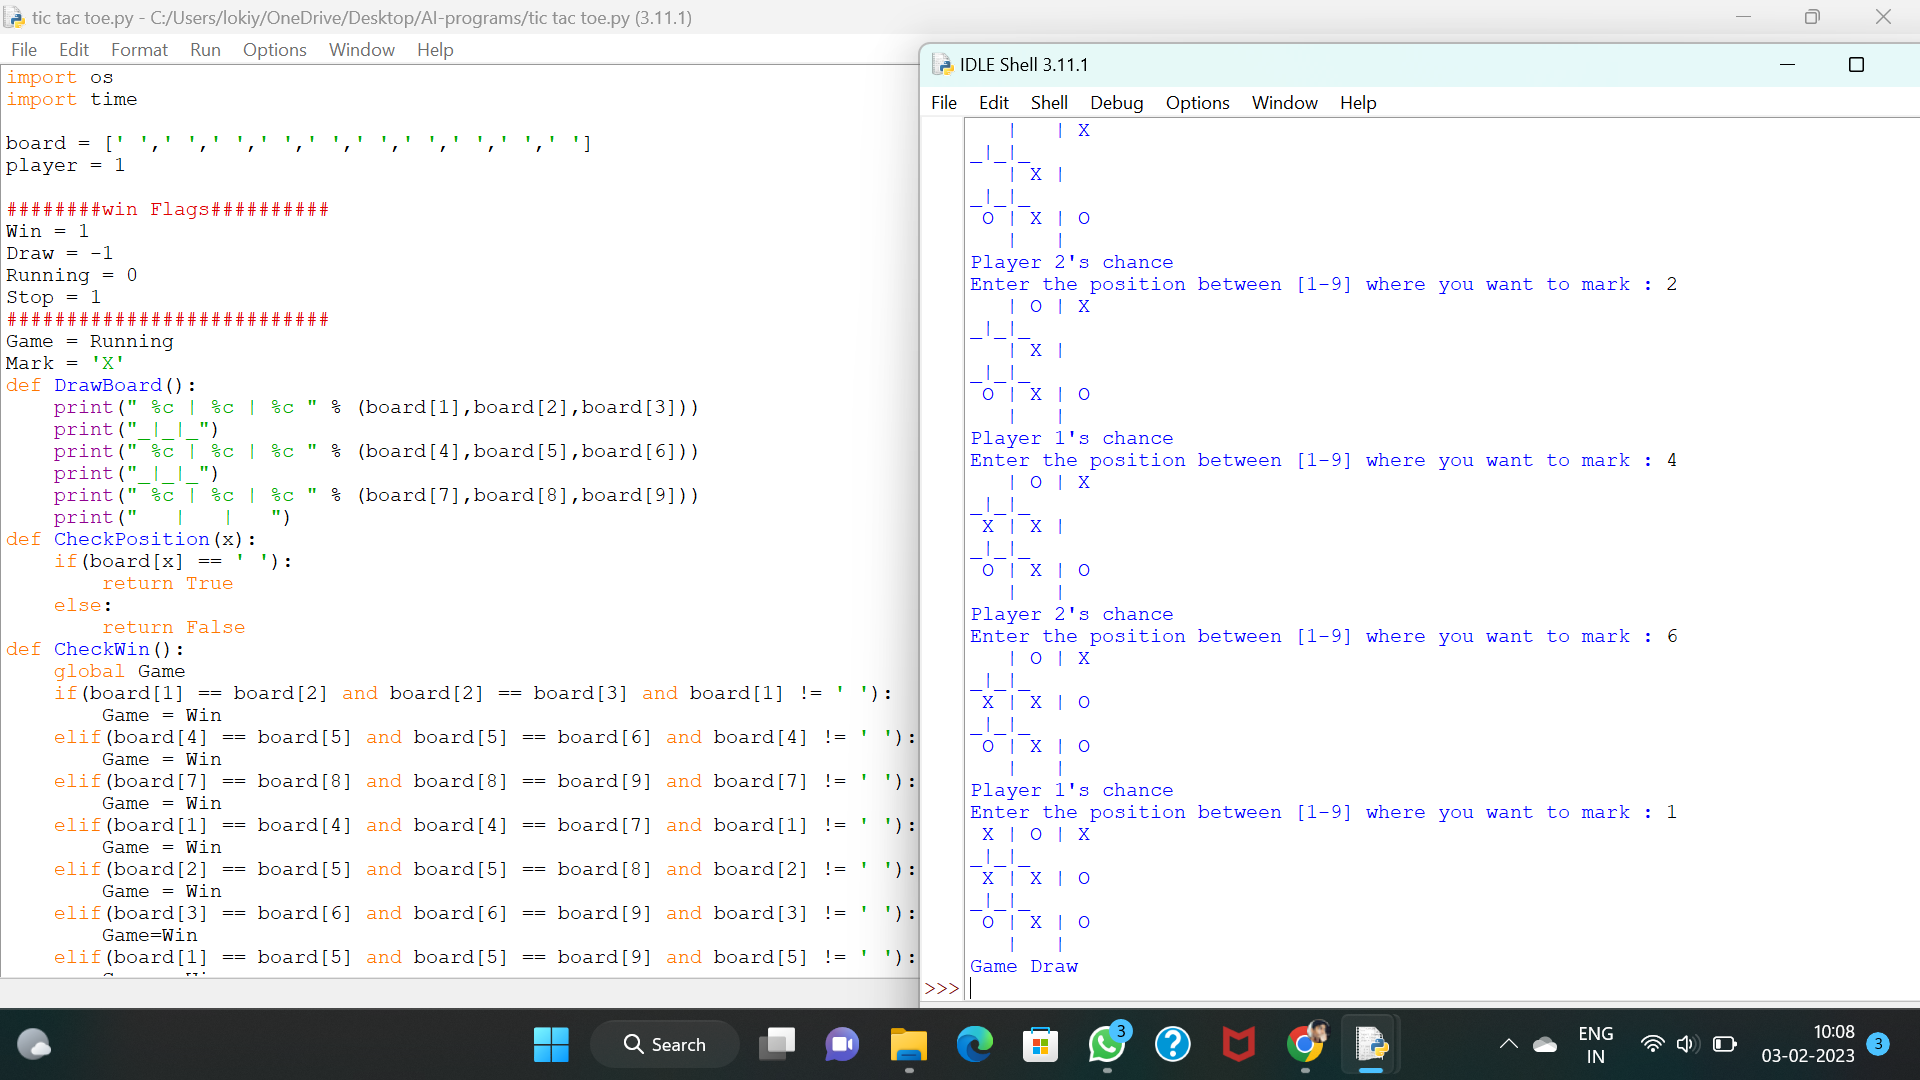 tic tac toe.py - C:/Users/lokiy/OneDrive/Desktop/AI-programs/tic tac toe.py (3.11.1)
File Edit Format Run Options Window Help
import os
import time

board = [' ',' ',' ',' ',' ',' ',' ',' ',' ',' ']
player = 1

########win Flags##########
Win = 1
Draw = -1
Running = 0
Stop = 1
###########################
Game = Running
Mark = 'X'
def DrawBoard():
    print(" %c | %c | %c " % (board[1],board[2],board[3]))
    print("_|_|_")
    print(" %c | %c | %c " % (board[4],board[5],board[6]))
    print("_|_|_")
    print(" %c | %c | %c " % (board[7],board[8],board[9]))
    print("   |   |   ")
def CheckPosition(x):
    if(board[x] == ' '):
        return True
    else:
        return False
def CheckWin():
    global Game
    if(board[1] == board[2] and board[2] == board[3] and board[1] != ' '):
        Game = Win
    elif(board[4] == board[5] and board[5] == board[6] and board[4] != ' '):
        Game = Win
    elif(board[7] == board[8] and board[8] == board[9] and board[7] != ' '):
        Game = Win
    elif(board[1] == board[4] and board[4] == board[7] and board[1] != ' '):
        Game = Win
    elif(board[2] == board[5] and board[5] == board[8] and board[2] != ' '):
        Game = Win
    elif(board[3] == board[6] and board[6] == board[9] and board[3] != ' '):
        Game=Win
    elif(board[1] == board[5] and board[5] == board[9] and board[5] != ' '):
IDLE Shell 3.11.1
File Edit Shell Debug Options Window Help
   |   | X
_|_|_
   | X |
_|_|_
 O | X | O
   |   |
Player 2's chance
Enter the position between [1-9] where you want to mark : 2
   | O | X
_|_|_
   | X |
_|_|_
 O | X | O
   |   |
Player 1's chance
Enter the position between [1-9] where you want to mark : 4
   | O | X
_|_|_
 X | X |
_|_|_
 O | X | O
   |   |
Player 2's chance
Enter the position between [1-9] where you want to mark : 6
   | O | X
_|_|_
 X | X | O
_|_|_
 O | X | O
   |   |
Player 1's chance
Enter the position between [1-9] where you want to mark : 1
 X | O | X
_|_|_
 X | X | O
_|_|_
 O | X | O
   |   |
Game Draw
>>>
Search
3
ENG
IN
10:08
03-02-2023
3